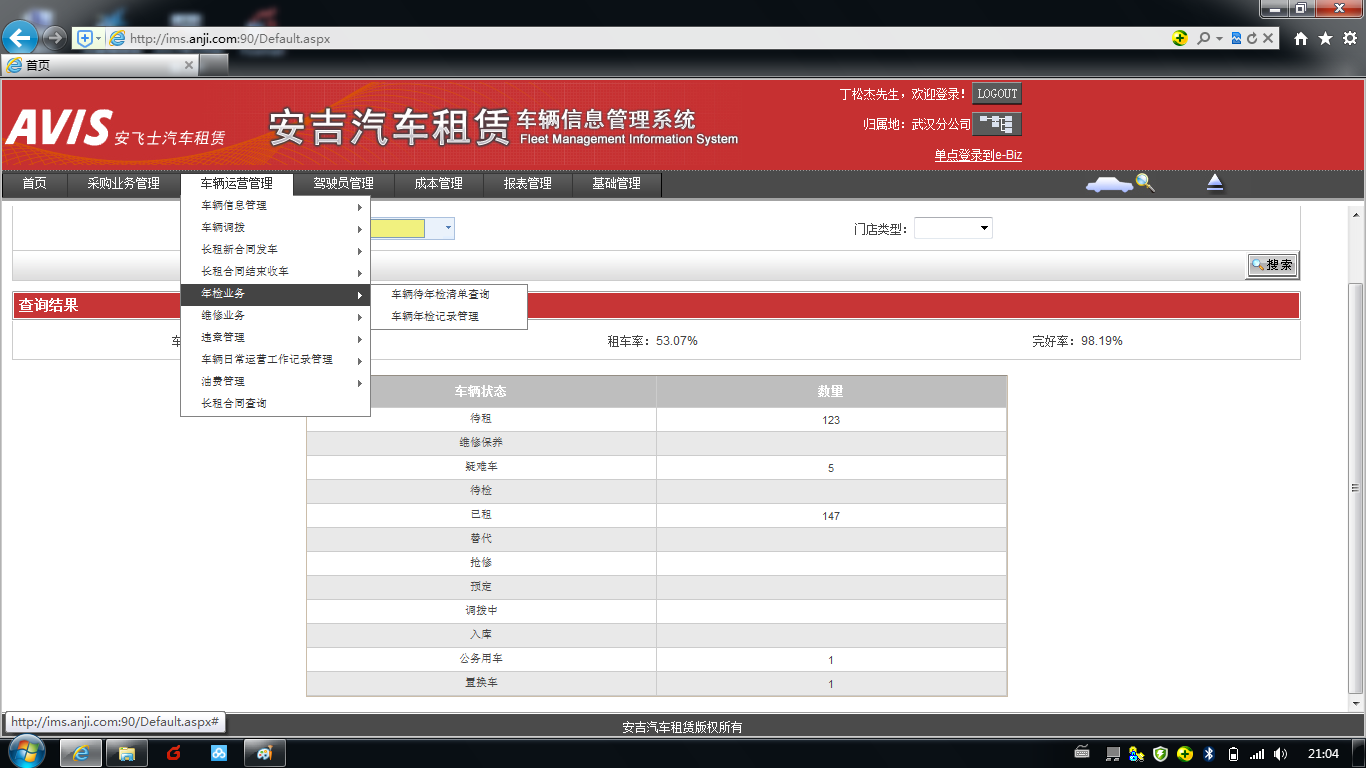 http://ims.anji.com:90/Default.aspx
首页
AVIS 安飞士汽车租赁
安吉汽车租赁 车辆信息管理系统
Fleet Management Information System
丁松杰先生，欢迎登录！ LOGOUT
归属地：武汉分公司
单点登录到e-Biz
首页 采购业务管理 车辆运营管理 驾驶员管理 成本管理 报表管理 基础管理
车辆信息管理
车辆调拨
长租新合同发车
长租合同结束收车
年检业务
维修业务
违章管理
车辆日常运营工作记录管理
油费管理
长租合同查询
车辆待年检清单查询
车辆年检记录管理
门店类型：
搜索
查询结果
车
租车率：53.07%
完好率：98.19%
车辆状态 数量
待租 123
维修保养
疑难车 5
待检
已租 147
替代
抢修
预定
调拨中
入库
公务用车 1
置换车 1
http://ims.anji.com:90/Default.aspx#
安吉汽车租赁版权所有
21:04